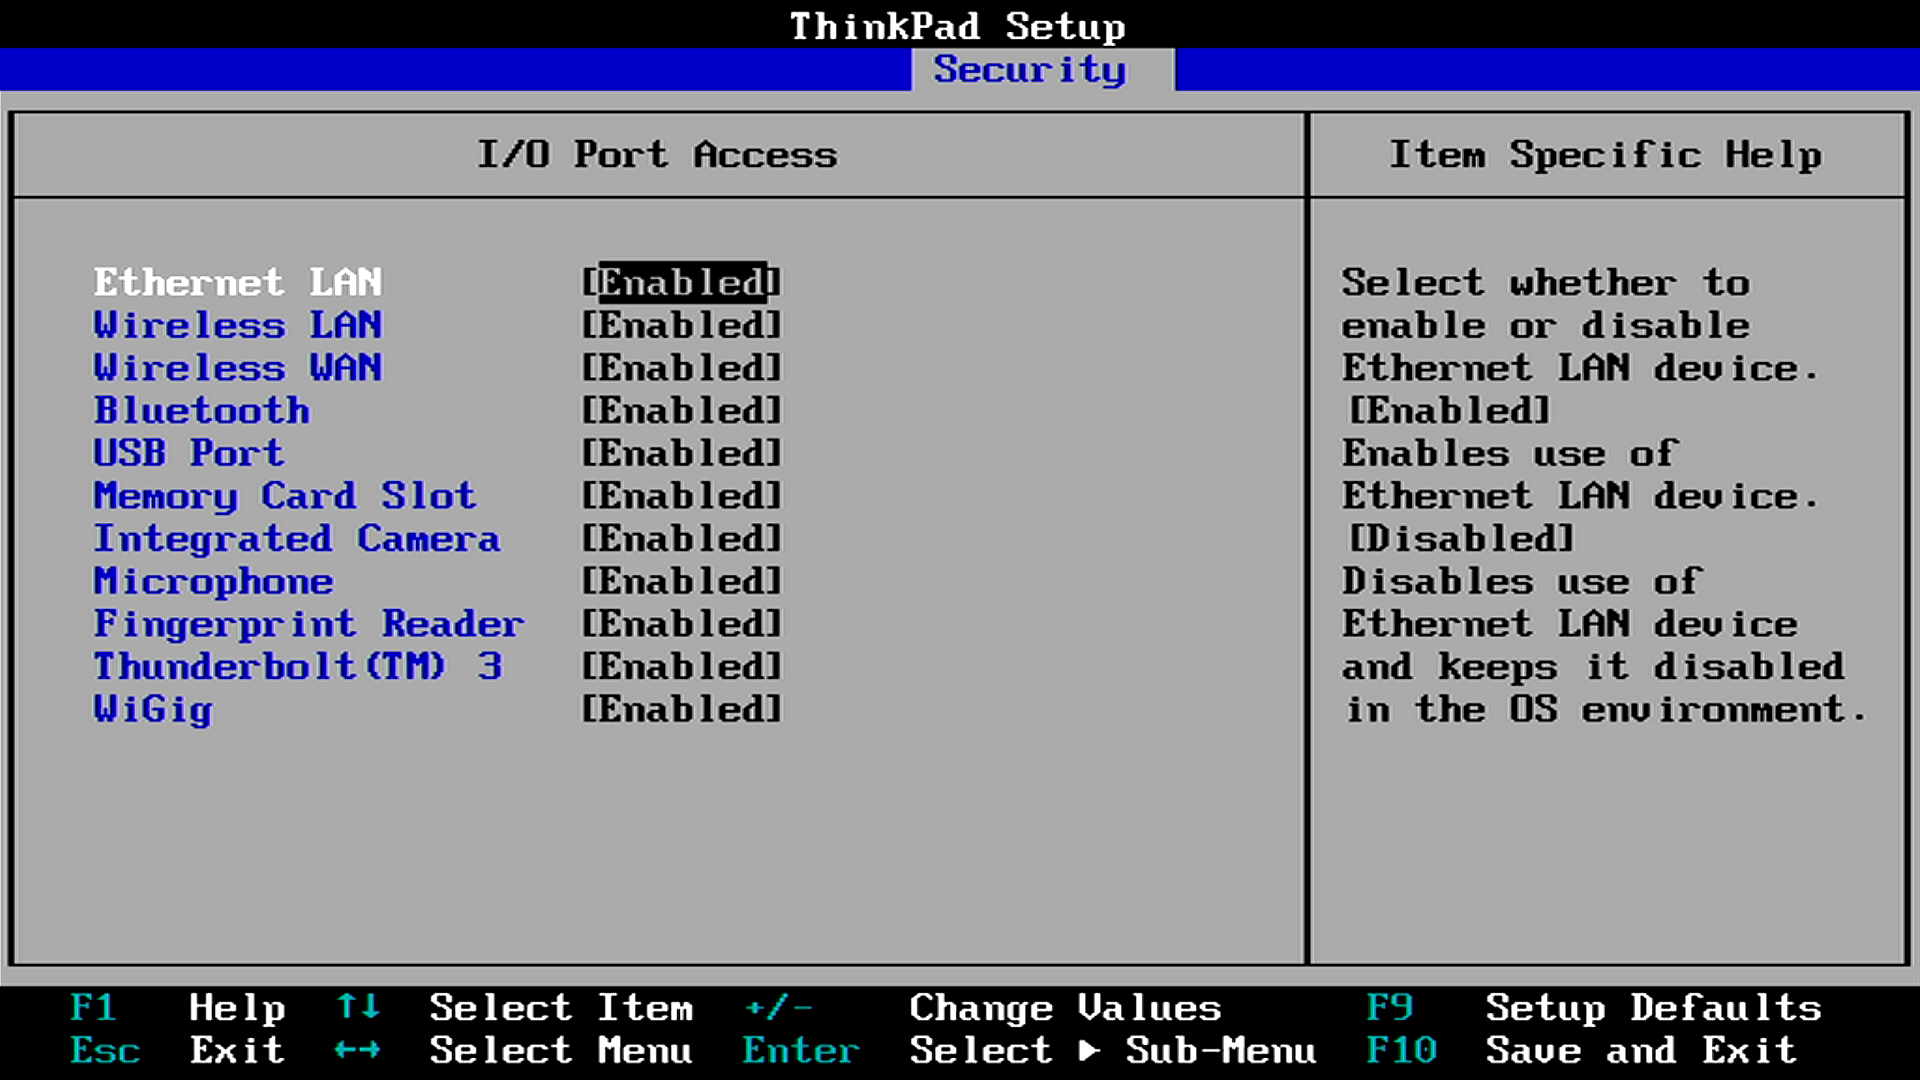 ThinkPad Setup
Security
I/O Port Access
Item Specific Help
Ethernet LAN [Enabled]
Wireless LAN [Enabled]
Wireless WAN [Enabled]
Bluetooth [Enabled]
USB Port [Enabled]
Memory Card Slot [Enabled]
Integrated Camera [Enabled]
Microphone [Enabled]
Fingerprint Reader [Enabled]
Thunderbolt(TM) 3 [Enabled]
WiGig [Enabled]
Select whether to
enable or disable
Ethernet LAN device.
[Enabled]
Enables use of
Ethernet LAN device.
[Disabled]
Disables use of
Ethernet LAN device
and keeps it disabled
in the OS environment.
F1 Help ↑↓ Select Item +/- Change Values F9 Setup Defaults
Esc Exit ←→ Select Menu Enter Select ▶ Sub-Menu F10 Save and Exit